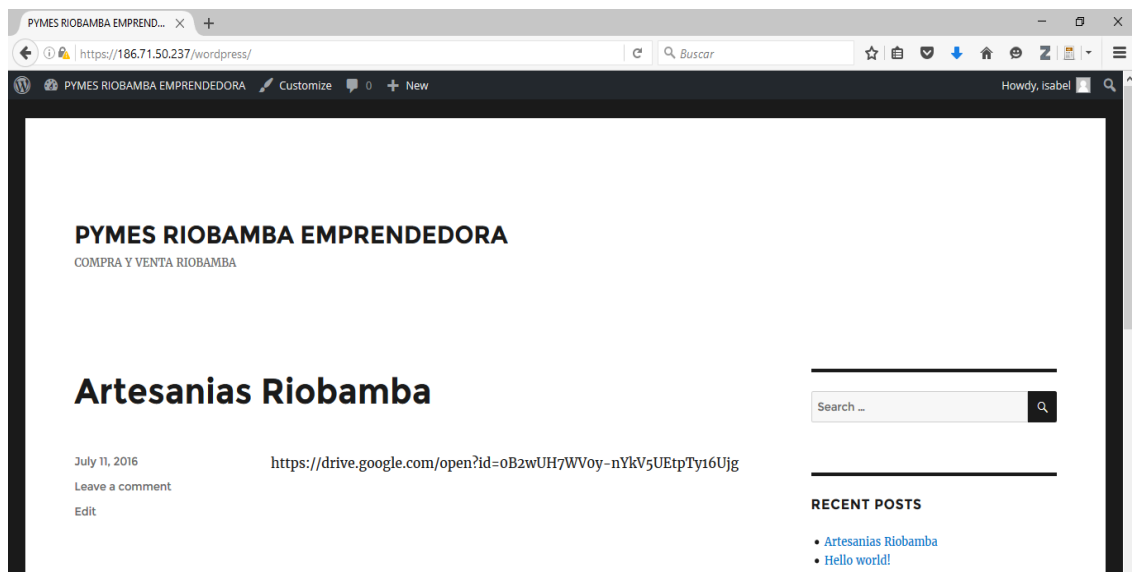 PYMES RIOBAMBA EMPREND...
https://186.71.50.237/wordpress/
Buscar
PYMES RIOBAMBA EMPRENDEDORA Customize 0 New Howdy, isabel
PYMES RIOBAMBA EMPRENDEDORA
COMPRA Y VENTA RIOBAMBA
Artesanias Riobamba
July 11, 2016
Leave a comment
Edit
https://drive.google.com/open?id=0B2wUH7WV0y-nYkV5UEtpTy16Ujg
Search ...
RECENT POSTS
Artesanias Riobamba
Hello world!